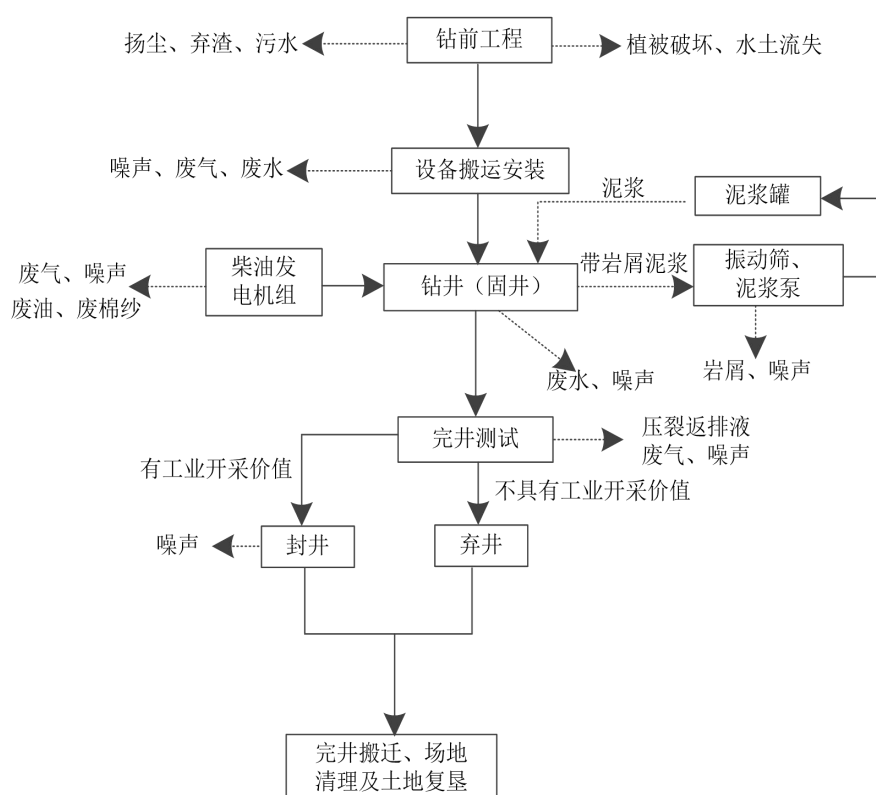 扬尘、弃渣、污水
钻前工程
植被破坏、水土流失
噪声、废气、废水
设备搬运安装
泥浆
泥浆罐
废气、噪声
废油、废棉纱
柴油发
电机组
钻井（固井）
带岩屑泥浆
振动筛、
泥浆泵
废水、噪声
岩屑、噪声
完井测试
压裂返排液
废气、噪声
有工业开采价值
不具有工业开采价值
噪声
封井
弃井
完井搬迁、场地
清理及土地复垦